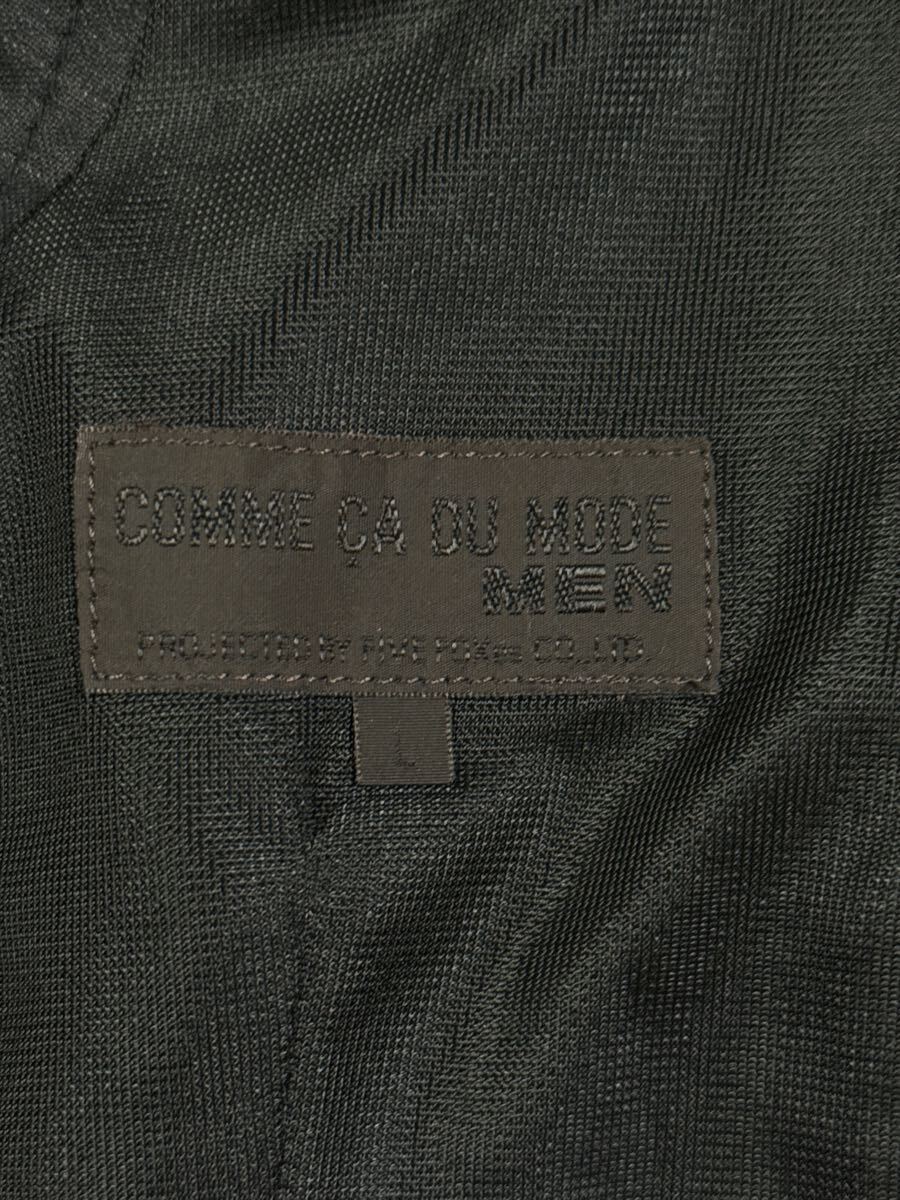 COMME ÇA DU MODE
MEN
PROJECTED BY FIVE FOXes CO.,LTD.
L